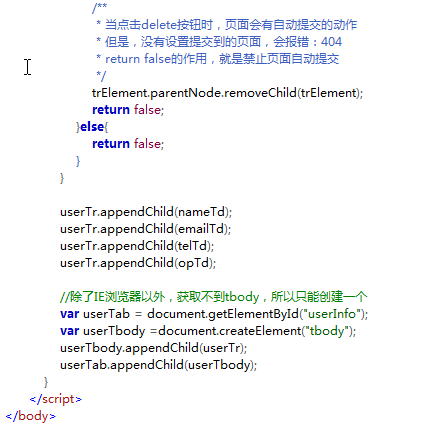 /**
* 当点击delete按钮时，页面会有自动提交的动作
* 但是，没有设置提交到的页面，会报错：404
* return false的作用，就是禁止页面自动提交
*/
trElement.parentNode.removeChild(trElement);
return false;
}else{
return false;
}
}
userTr.appendChild(nameTd);
userTr.appendChild(emailTd);
userTr.appendChild(telTd);
userTr.appendChild(opTd);
//除了IE浏览器以外，获取不到tbody，所以只能创建一个
var userTab = document.getElementById("userInfo");
var userTbody =document.createElement("tbody");
userTbody.appendChild(userTr);
userTab.appendChild(userTbody);
}
</script>
</body>